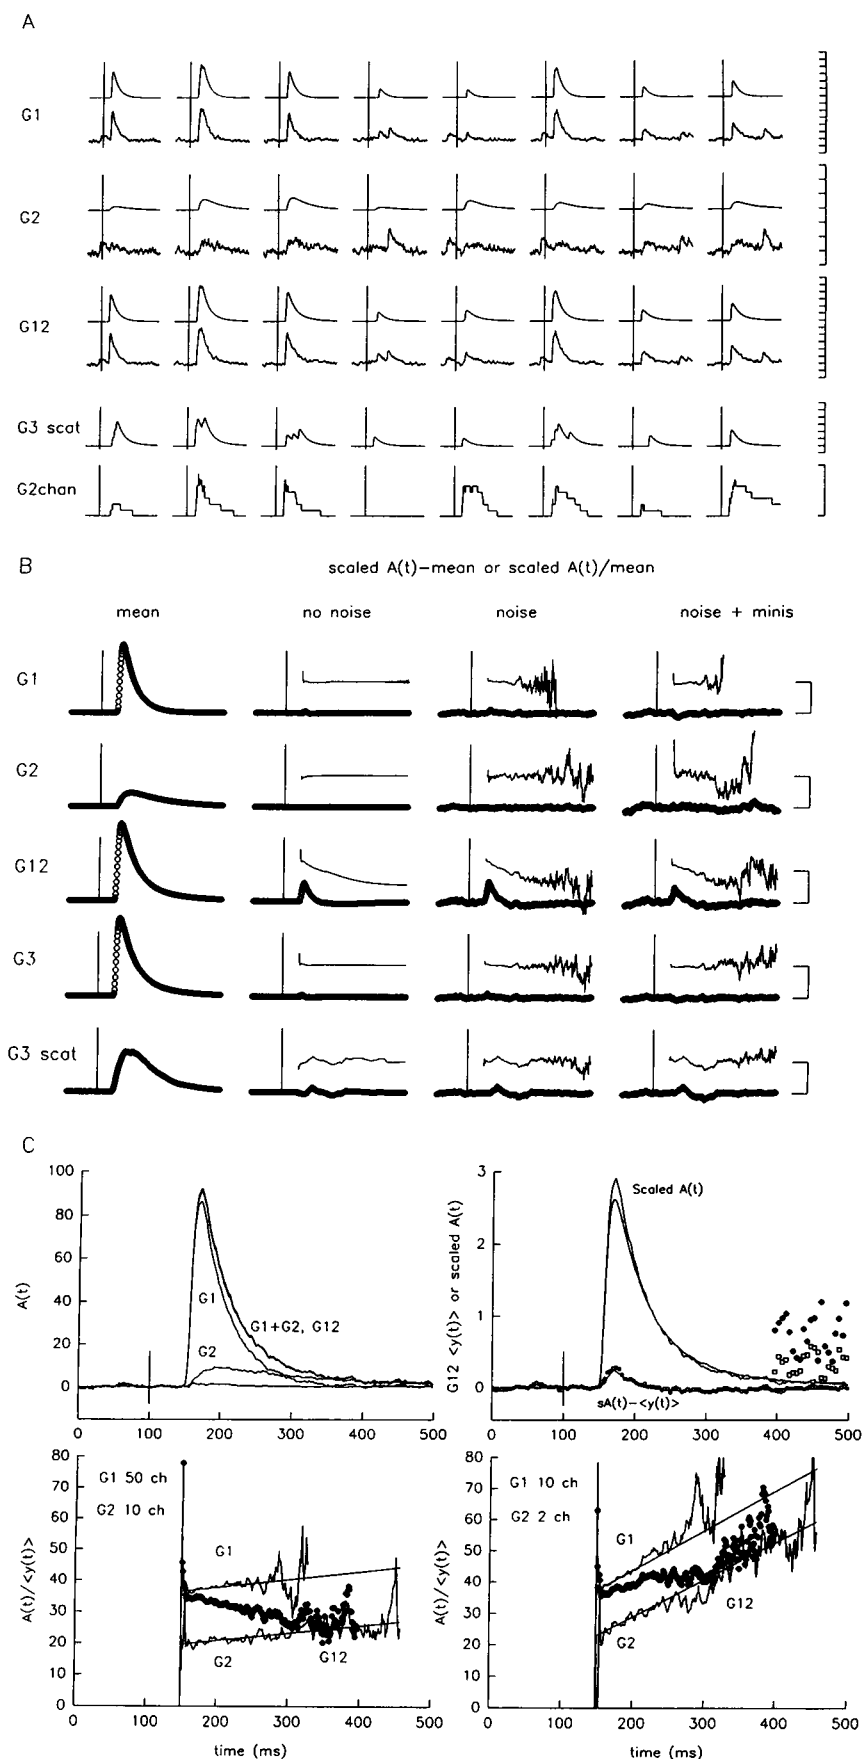 A
G1
G2
G12
G3 scat
G2chan
B
scaled A(t)−mean or scaled A(t)/mean
mean no noise noise noise + minis
G1
G2
G12
G3
G3 scat
C
100
80
60
40
20
0
A(t)
G1
G2
G1+G2, G12
0 100 200 300 400 500
3
2
1
0
G12 <y(t)> or scaled A(t)
Scaled A(t)
sA(t)−<y(t)>
0 100 200 300 400 500
80
70
60
50
40
30
20
10
0
A(t)/<y(t)>
G1 50 ch
G2 10 ch
G1
G2
G12
0 100 200 300 400 500
time (ms)
80
70
60
50
40
30
20
10
0
A(t)/<y(t)>
G1 10 ch
G2 2 ch
G1
G12
G2
0 100 200 300 400 500
time (ms)